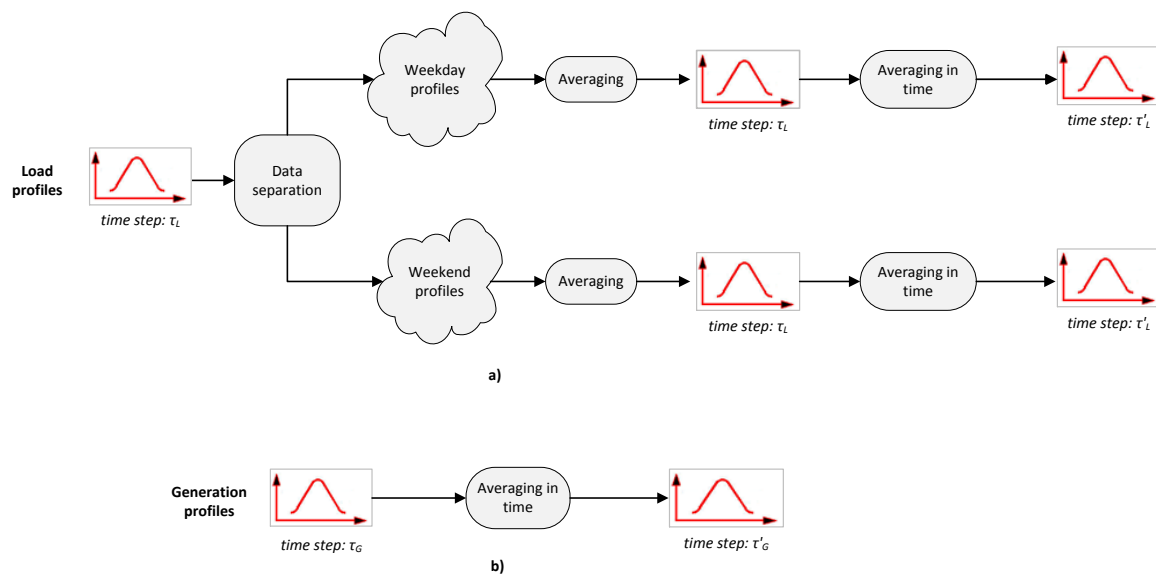 Weekday
profiles
Averaging
time step: τL
Averaging in
time
time step: τ'L
Load
profiles
time step: τL
Data
separation
Weekend
profiles
Averaging
time step: τL
Averaging in
time
time step: τ'L
a)
Generation
profiles
time step: τG
Averaging in
time
time step: τ'G
b)